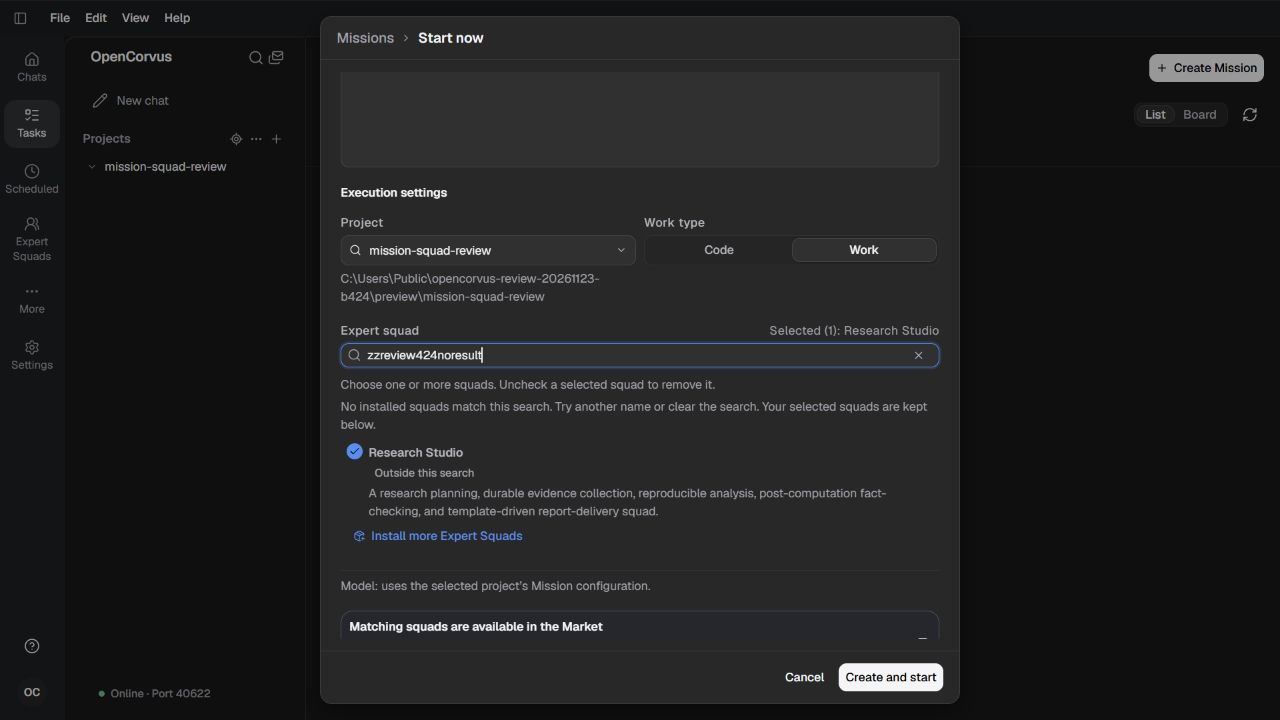 File Edit View Help
Chats
Tasks
Scheduled
Expert
Squads
More
Settings
OC
OpenCorvus
New chat
Projects
mission-squad-review
Online · Port 40622
Missions › Start now
Execution settings
Project
mission-squad-review
C:\Users\Public\opencorvus-review-20261123-
b424\preview\mission-squad-review
Work type
Code Work
Expert squad
Selected (1): Research Studio
zzreview424noresult
Choose one or more squads. Uncheck a selected squad to remove it.
No installed squads match this search. Try another name or clear the search. Your selected squads are kept
below.
Research Studio
Outside this search
A research planning, durable evidence collection, reproducible analysis, post-computation fact-
checking, and template-driven report-delivery squad.
Install more Expert Squads
Model: uses the selected project's Mission configuration.
Matching squads are available in the Market
Cancel Create and start
+ Create Mission
List Board